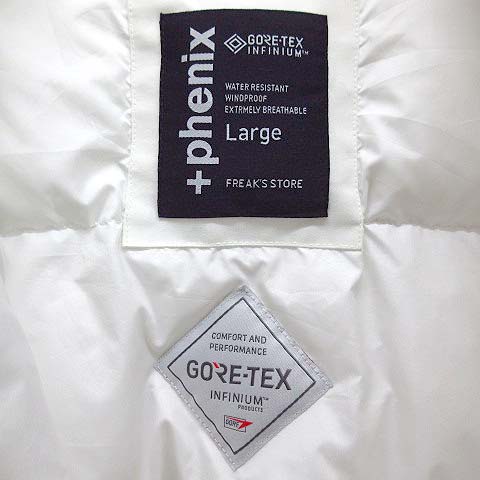 +phenix
GORE-TEX
INFINIUM™
WATER RESISTANT
WINDPROOF
EXTRMELY BREATHABLE
Large
FREAK'S STORE
COMFORT AND
PERFORMANCE
GORE-TEX
INFINIUM™
PRODUCTS
GORE